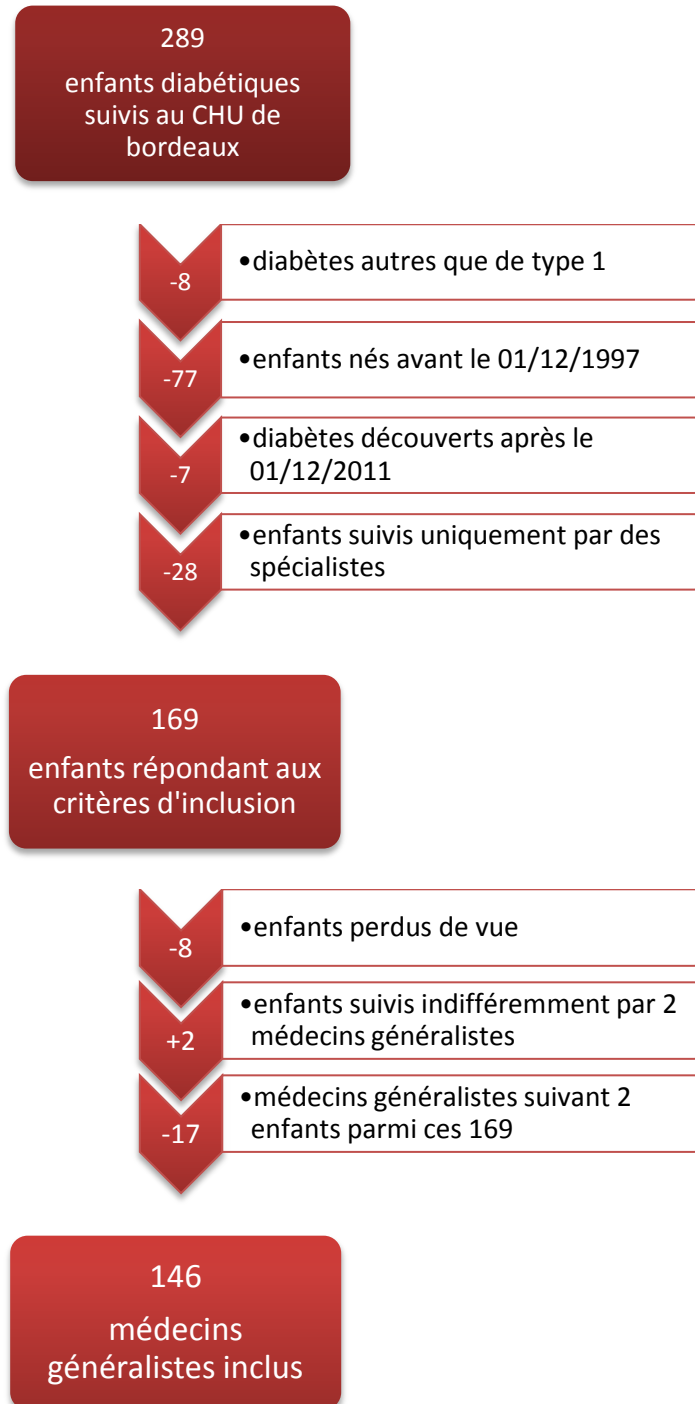 289
enfants diabétiques
suivis au CHU de
bordeaux
-8
•diabètes autres que de type 1
-77
•enfants nés avant le 01/12/1997
-7
•diabètes découverts après le
01/12/2011
-28
•enfants suivis uniquement par des
spécialistes
169
enfants répondant aux
critères d'inclusion
-8
•enfants perdus de vue
+2
•enfants suivis indifféremment par 2
médecins généralistes
-17
•médecins généralistes suivant 2
enfants parmi ces 169
146
médecins
généralistes inclus